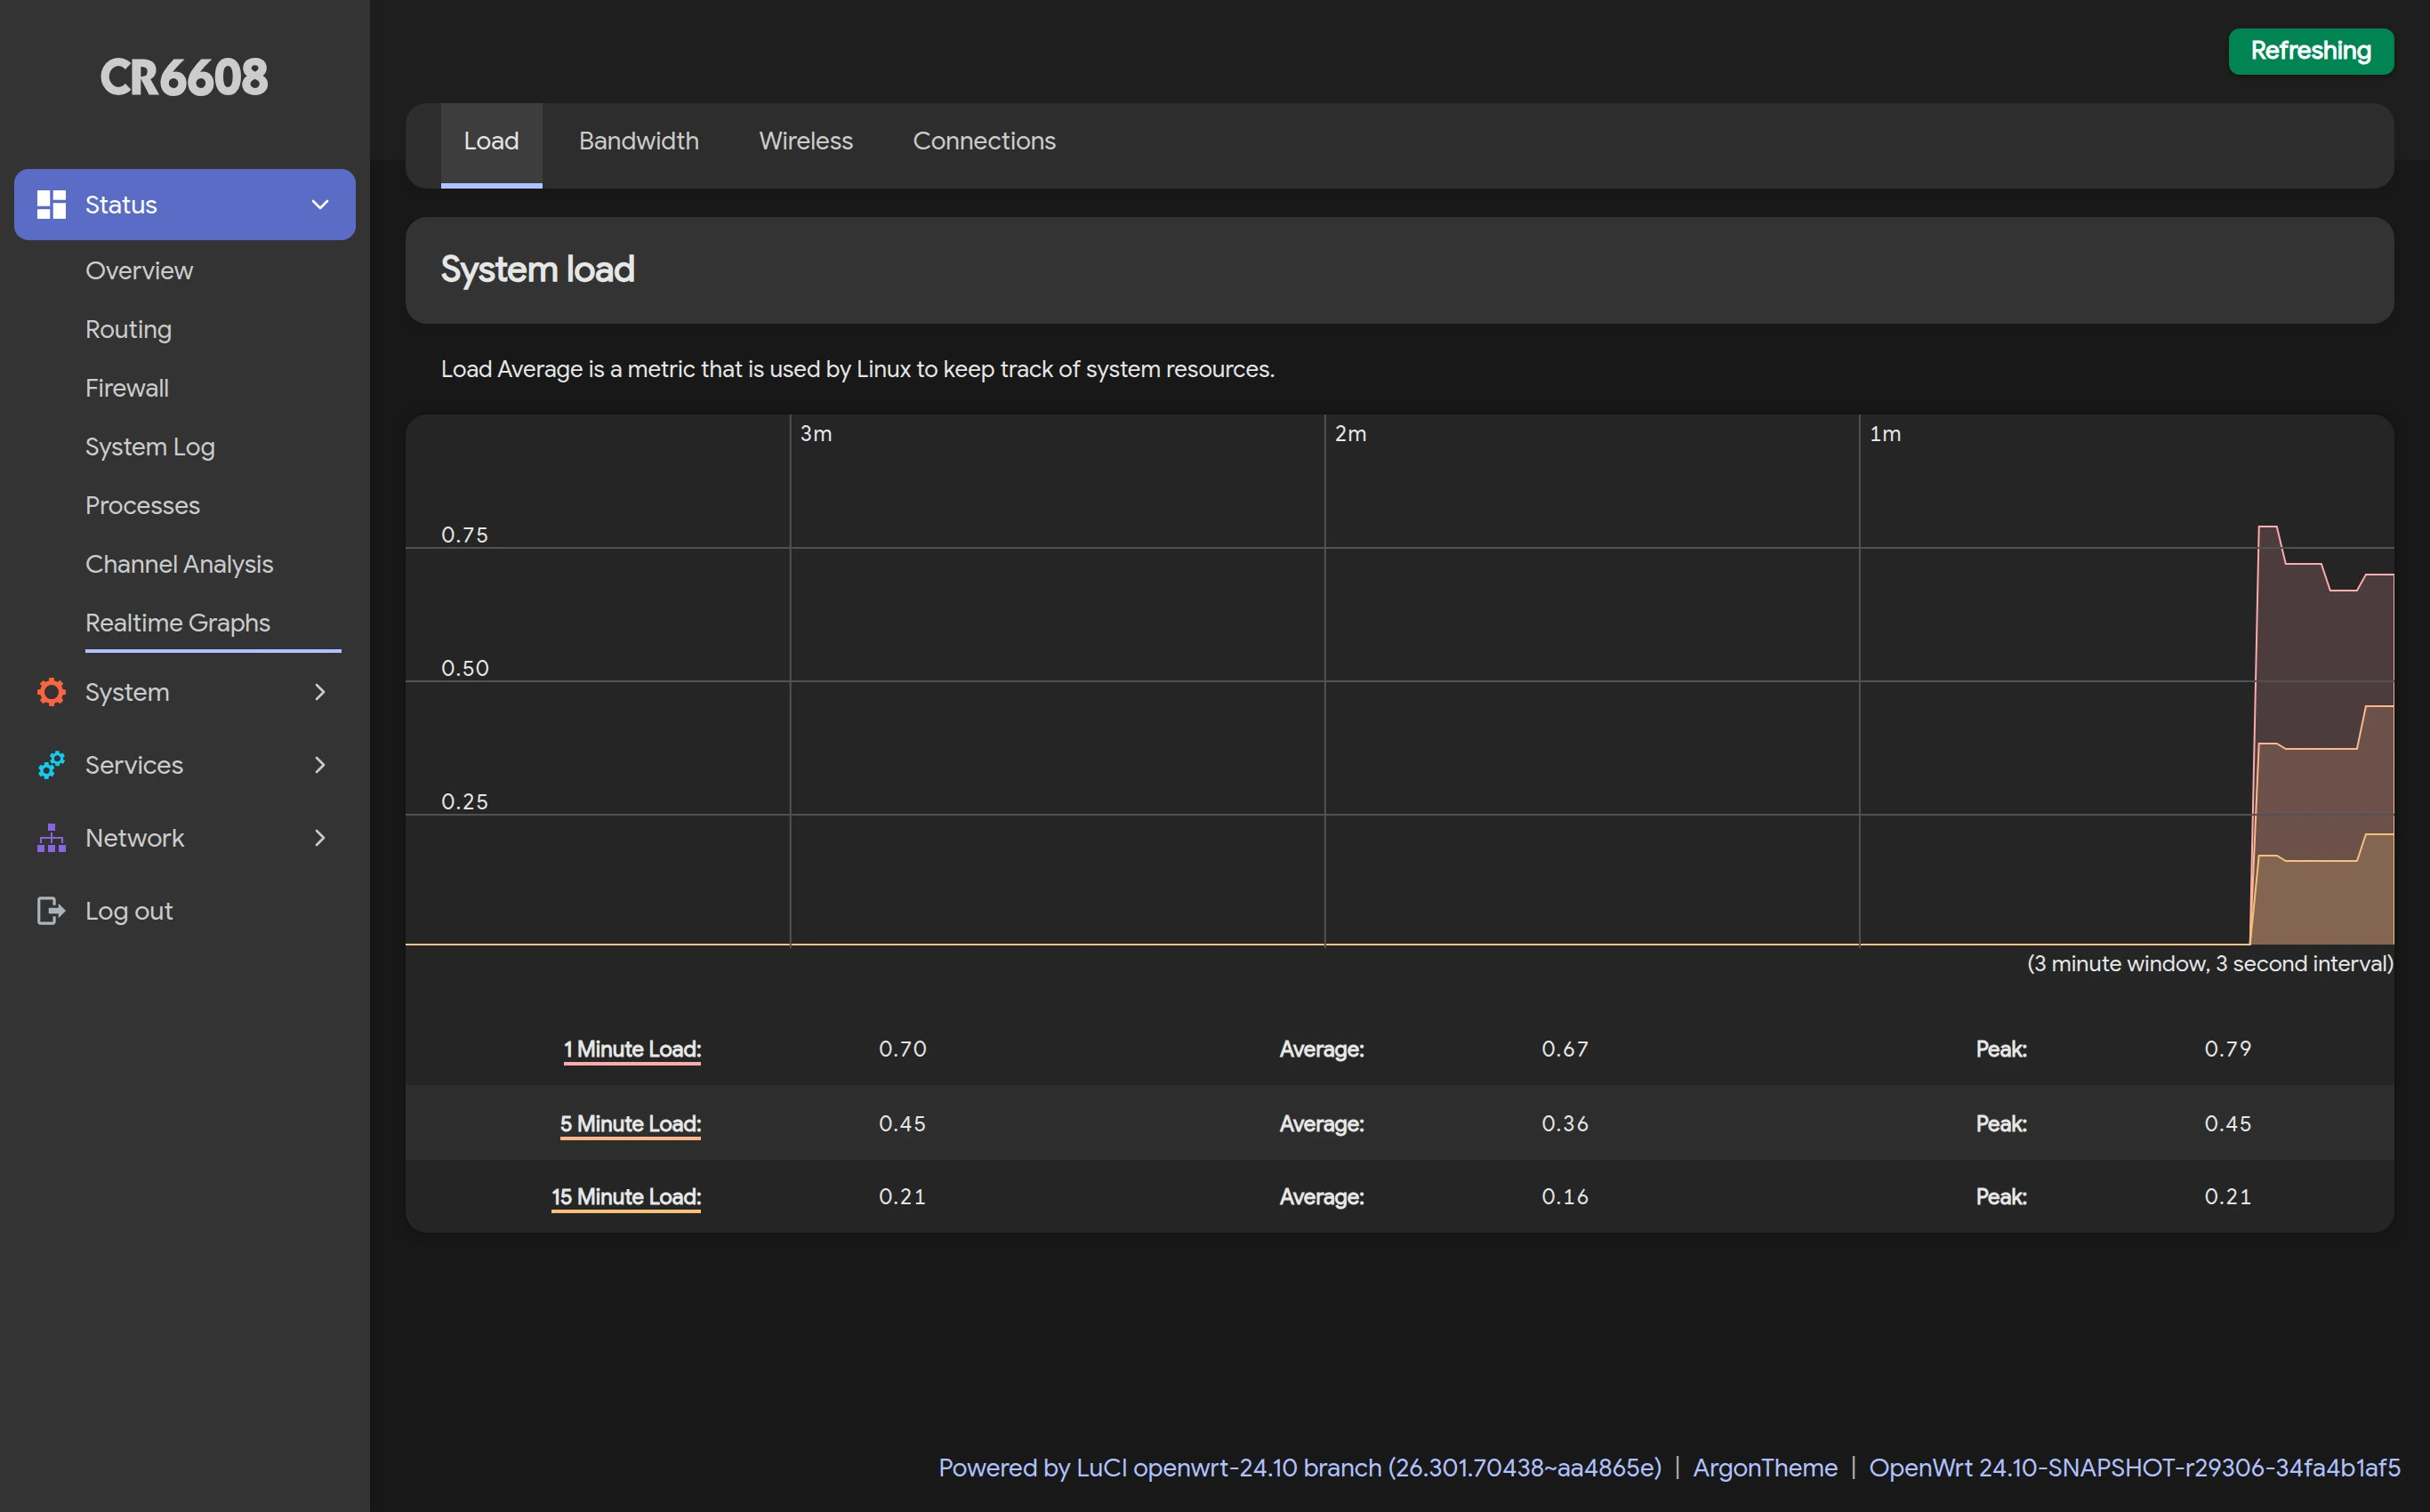 CR6608
Refreshing
Status
Overview
Routing
Firewall
System Log
Processes
Channel Analysis
Realtime Graphs
System
Services
Network
Log out
Load Bandwidth Wireless Connections
System load
Load Average is a metric that is used by Linux to keep track of system resources.
3m 2m 1m
0.75
0.50
0.25
(3 minute window, 3 second interval)
1 Minute Load: 0.70 Average: 0.67 Peak: 0.79
5 Minute Load: 0.45 Average: 0.36 Peak: 0.45
15 Minute Load: 0.21 Average: 0.16 Peak: 0.21
Powered by LuCI openwrt-24.10 branch (26.301.70438~aa4865e) | ArgonTheme | OpenWrt 24.10-SNAPSHOT-r29306-34fa4b1af5